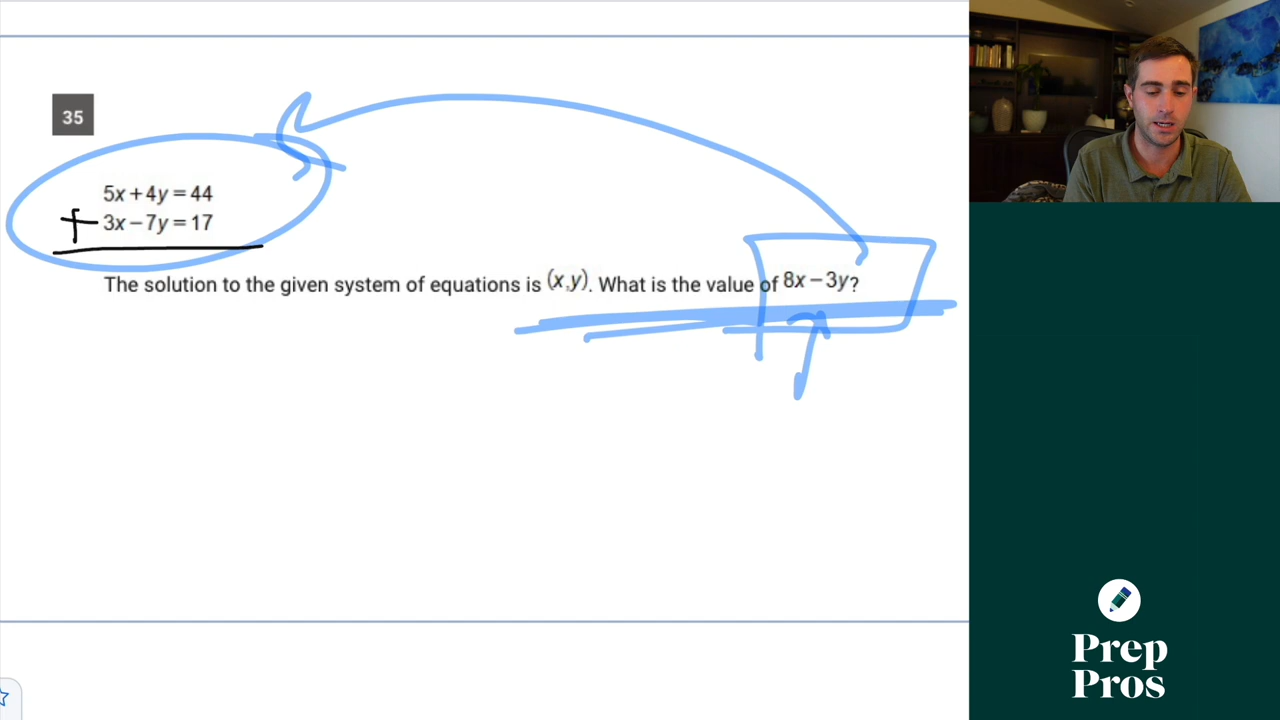 35
5x + 4y = 44
+ 3x − 7y = 17
The solution to the given system of equations is (x,y). What is the value of 8x − 3y?
Prep
Pros